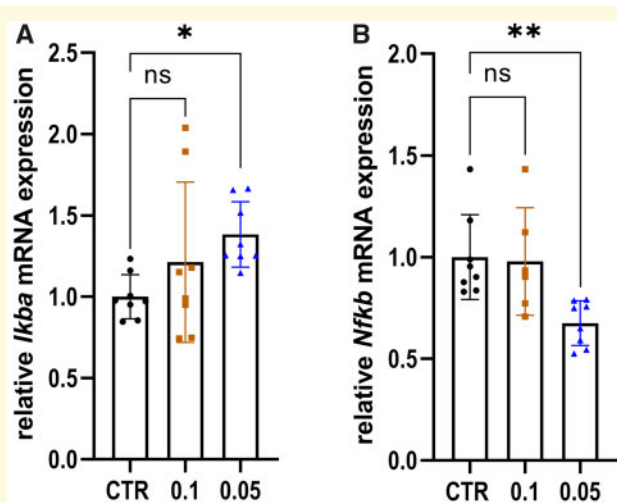 A
relative Ikba mRNA expression
2.5
2.0
1.5
1.0
0.5
0.0
*
ns
CTR 0.1 0.05
B
relative Nfkb mRNA expression
2.0
1.5
1.0
0.5
0.0
**
ns
CTR 0.1 0.05